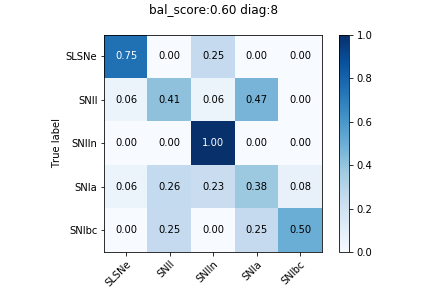 bal_score:0.60 diag:8
SLSNe 0.75 0.00 0.25 0.00 0.00
SNII 0.06 0.41 0.06 0.47 0.00
SNIIn 0.00 0.00 1.00 0.00 0.00
SNIa 0.06 0.26 0.23 0.38 0.08
SNIbc 0.00 0.25 0.00 0.25 0.50
SLSNe SNII SNIIn SNIa SNIbc
True label
1.0
0.8
0.6
0.4
0.2
0.0